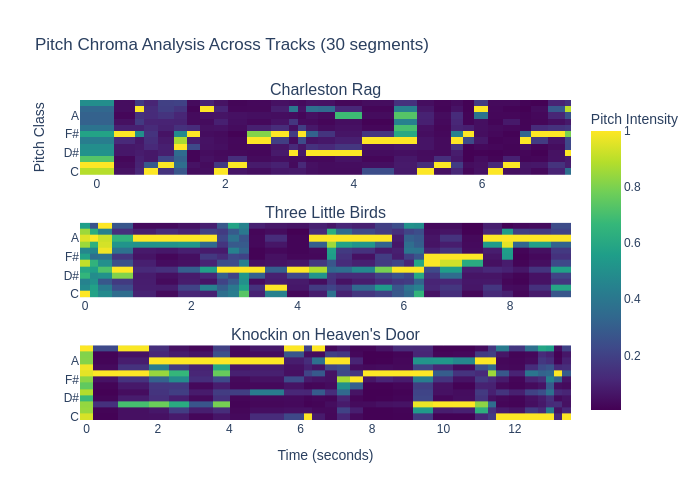 Pitch Chroma Analysis Across Tracks (30 segments)
Charleston Rag
Pitch Class
A
F#
D#
C
0 2 4 6
Pitch Intensity
1
0.8
0.6
0.4
0.2
Three Little Birds
A
F#
D#
C
0 2 4 6 8
Knockin on Heaven's Door
A
F#
D#
C
0 2 4 6 8 10 12
Time (seconds)